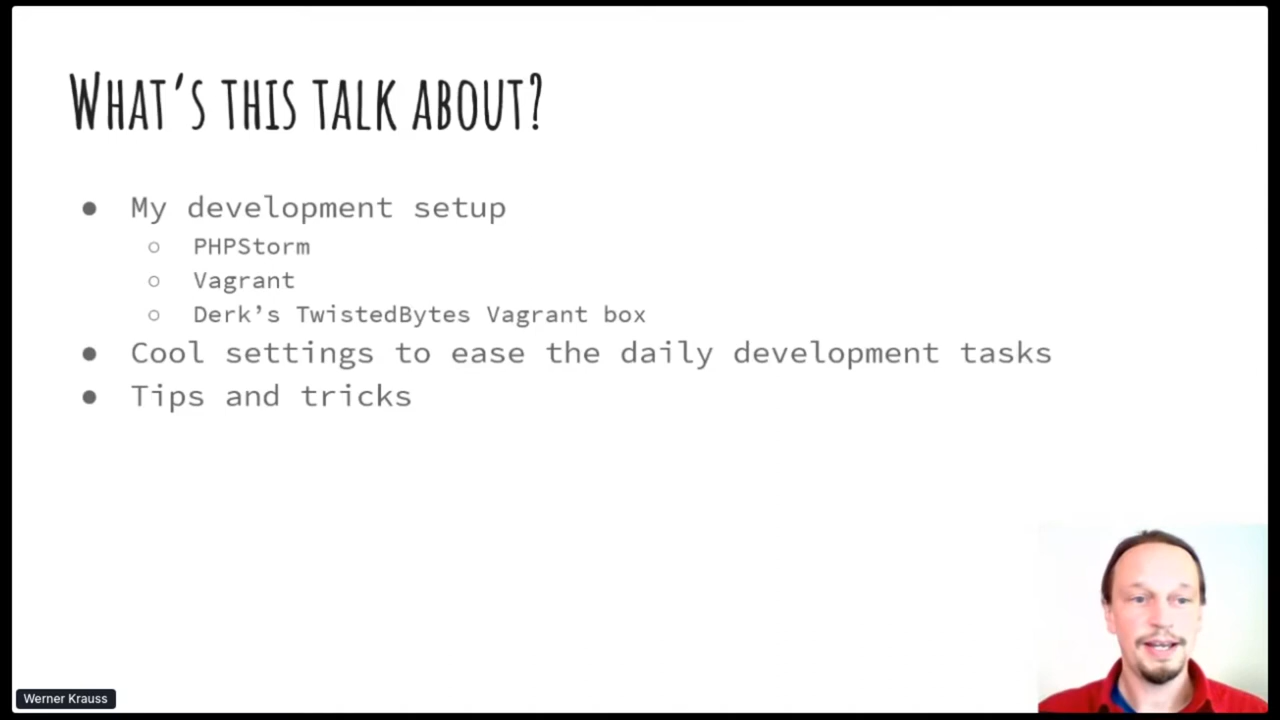 What's this talk about?
● My development setup
○ PHPStorm
○ Vagrant
○ Derk's TwistedBytes Vagrant box
● Cool settings to ease the daily development tasks
● Tips and tricks
Werner Krauss